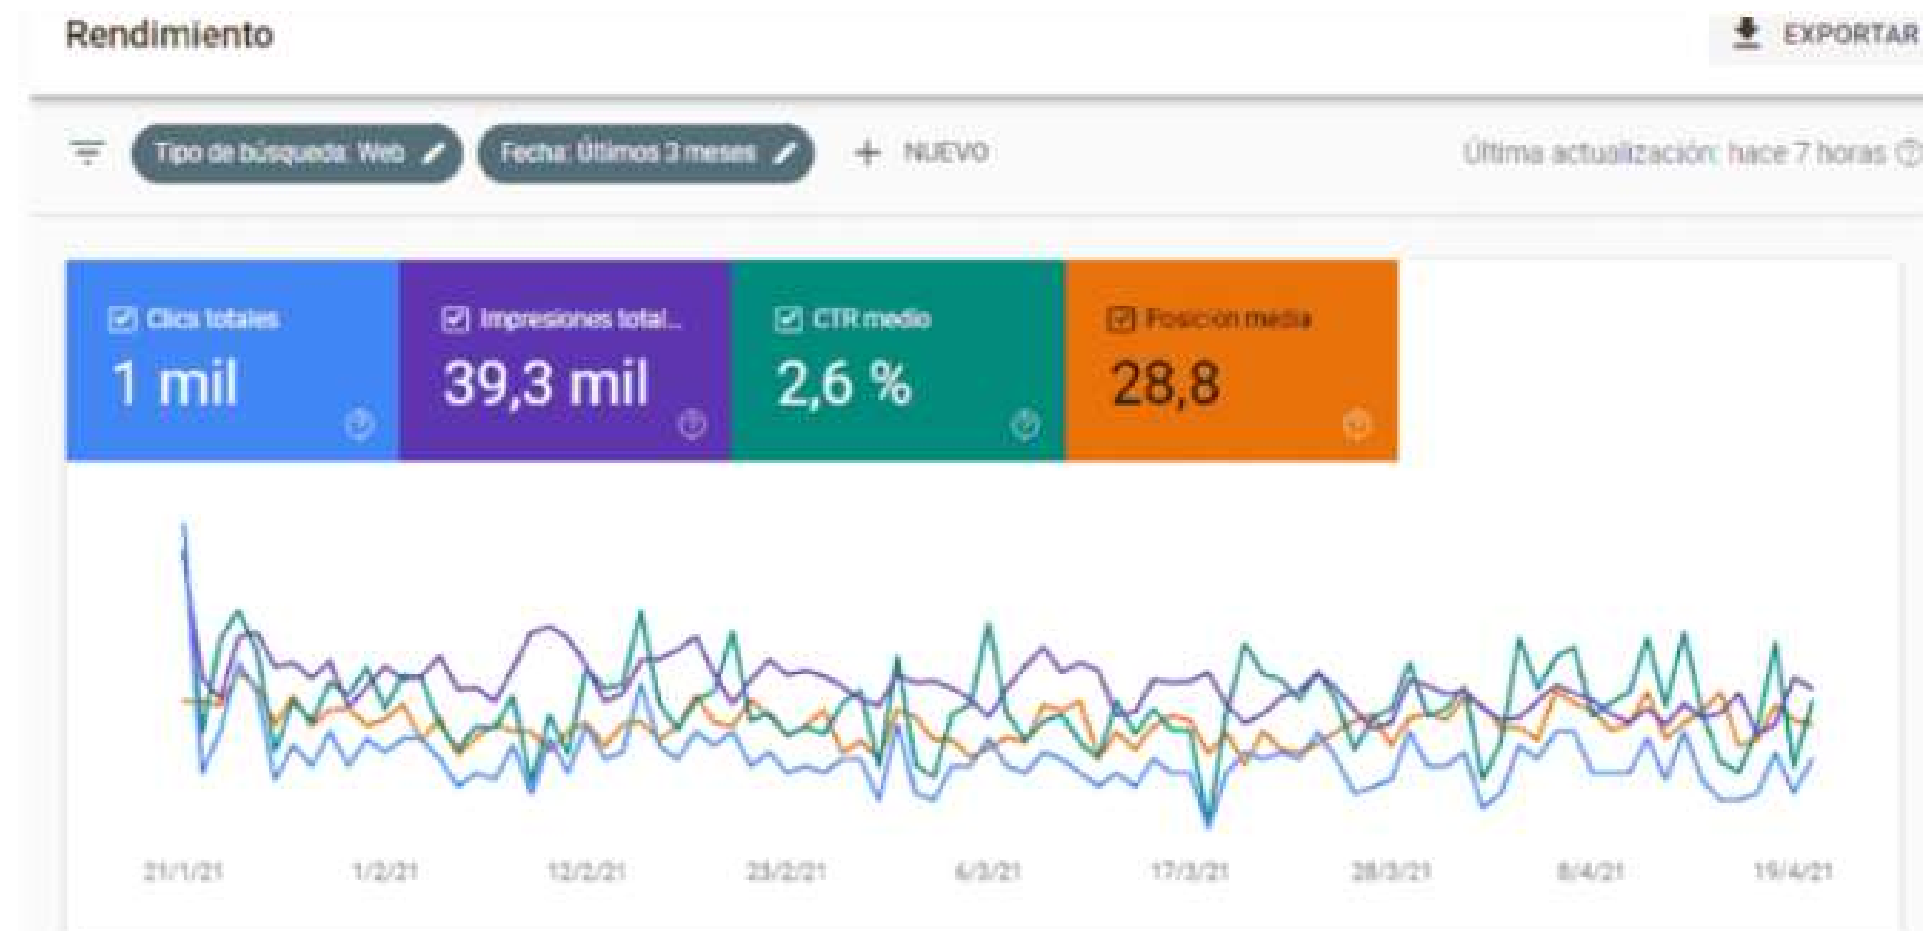 Rendimiento
EXPORTAR
Tipo de búsqueda: Web
Fecha: Últimos 3 meses
NUEVO
Última actualización: hace 7 horas
Clics totales
Impresiones total...
CTR medio
Posición media
1 mil
39,3 mil
2,6 %
28,8
21/1/21
1/2/21
12/2/21
23/2/21
6/3/21
17/3/21
28/3/21
8/4/21
19/4/21